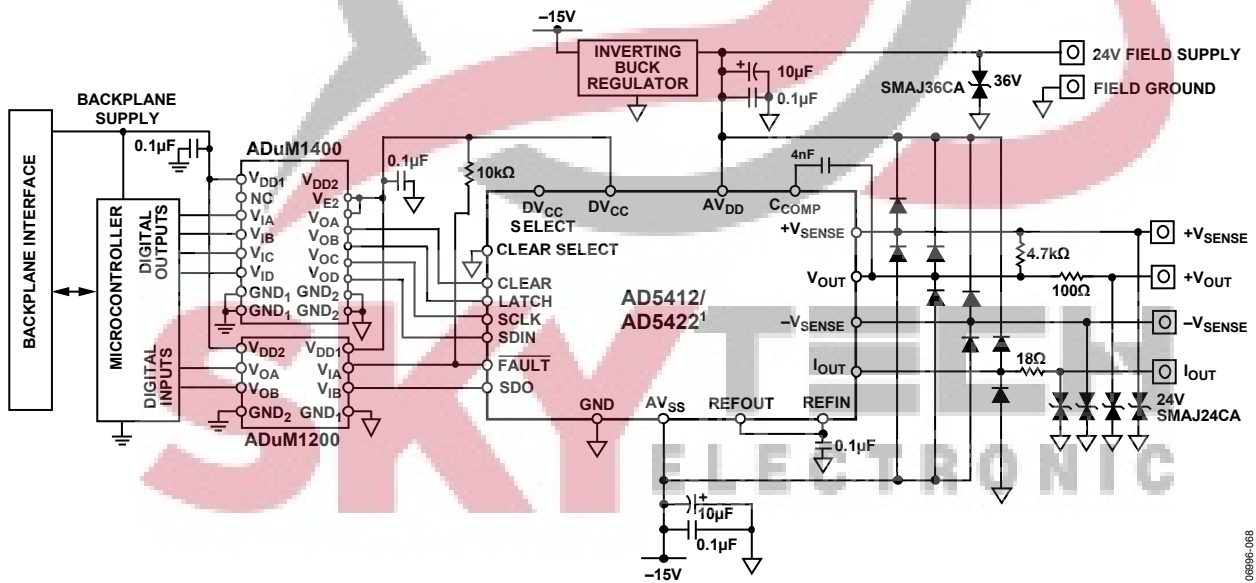 –15V
INVERTING
BUCK
REGULATOR
+
10µF
0.1µF
SMAJ36CA
36V
24V FIELD SUPPLY
FIELD GROUND
BACKPLANE INTERFACE
BACKPLANE
SUPPLY
0.1µF
MICROCONTROLLER
DIGITAL
OUTPUTS
DIGITAL
INPUTS
ADuM1400
VDD1
NC
VIA
VIB
VIC
VID
GND1
GND1
VDD2
VE2
VOA
VOB
VOC
VOD
GND2
GND2
VDD2
VOA
VOB
GND2
VDD1
VIA
VIB
GND1
ADuM1200
0.1µF
10kΩ
4nF
DVCC
SELECT
DVCC
AVDD
CCOMP
CLEAR SELECT
CLEAR
LATCH
SCLK
SDIN
FAULT
SDO
AD5412/
AD54221
+VSENSE
VOUT
–VSENSE
IOUT
GND
AVSS
REFOUT
REFIN
0.1µF
4.7kΩ
100Ω
18Ω
+VSENSE
+VOUT
–VSENSE
IOUT
24V
SMAJ24CA
+
10µF
0.1µF
–15V
SKYTECH
ELECTRONIC
06996-068